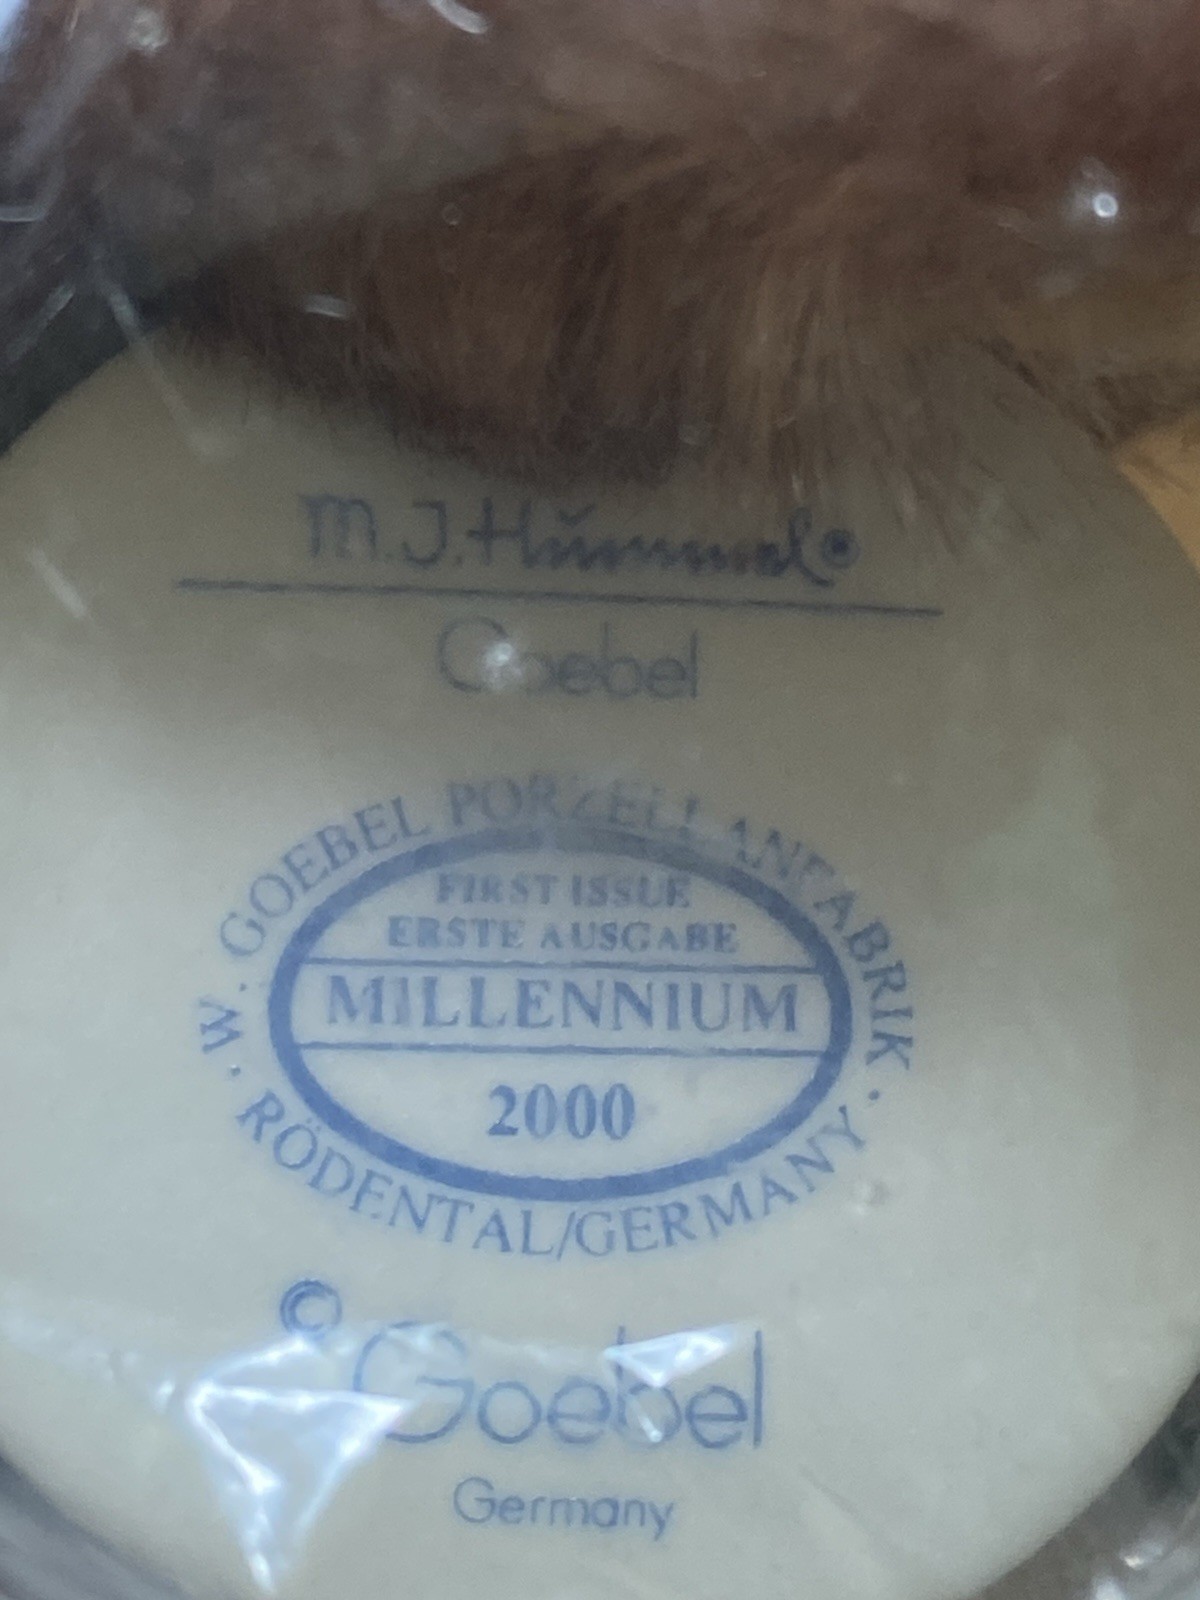 M.J.Hummel®
Goebel
W. GOEBEL PORZELLANFABRIK
FIRST ISSUE
ERSTE AUSGABE
MILLENNIUM
2000
· RÖDENTAL/GERMANY ·
© Goebel
Germany